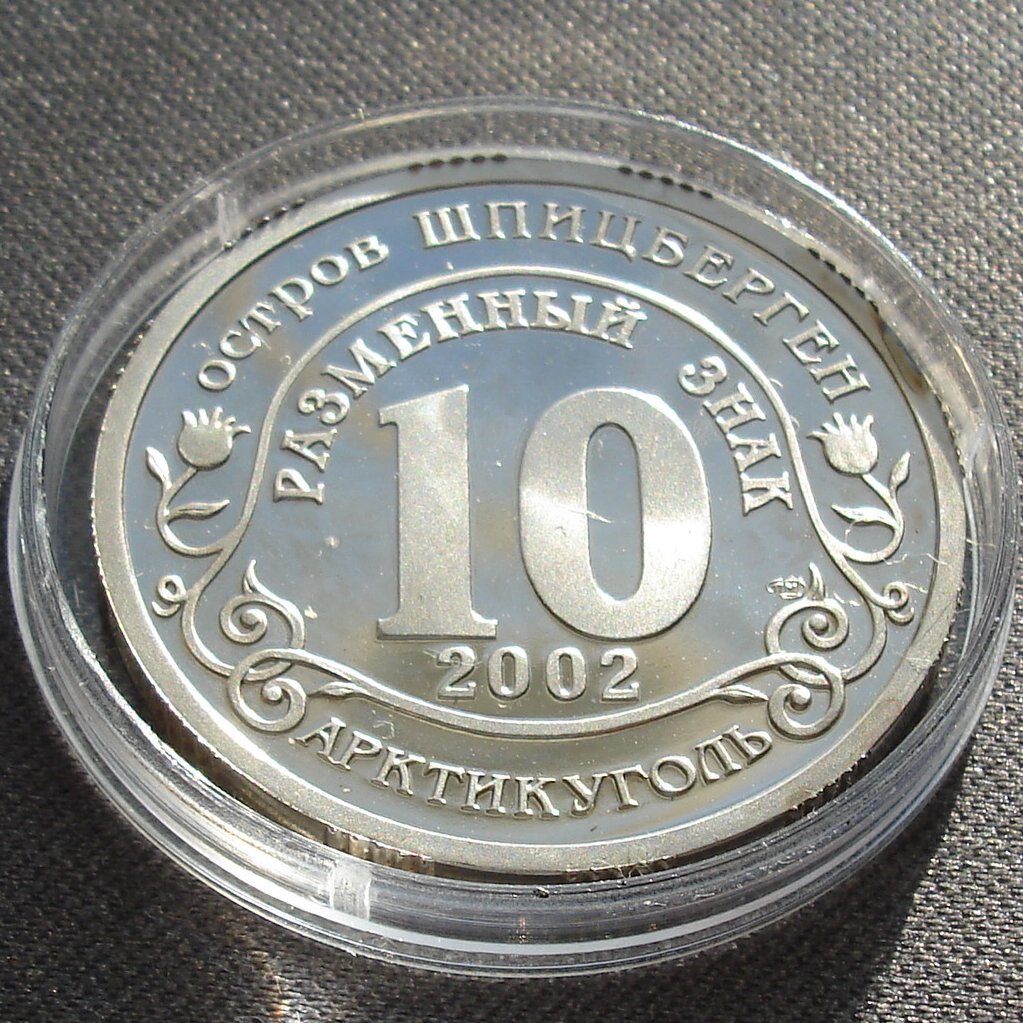 ОСТРОВ ШПИЦБЕРГЕН
РАЗМЕННЫЙ ЗНАК
10
2002
АРКТИКУГОЛЬ